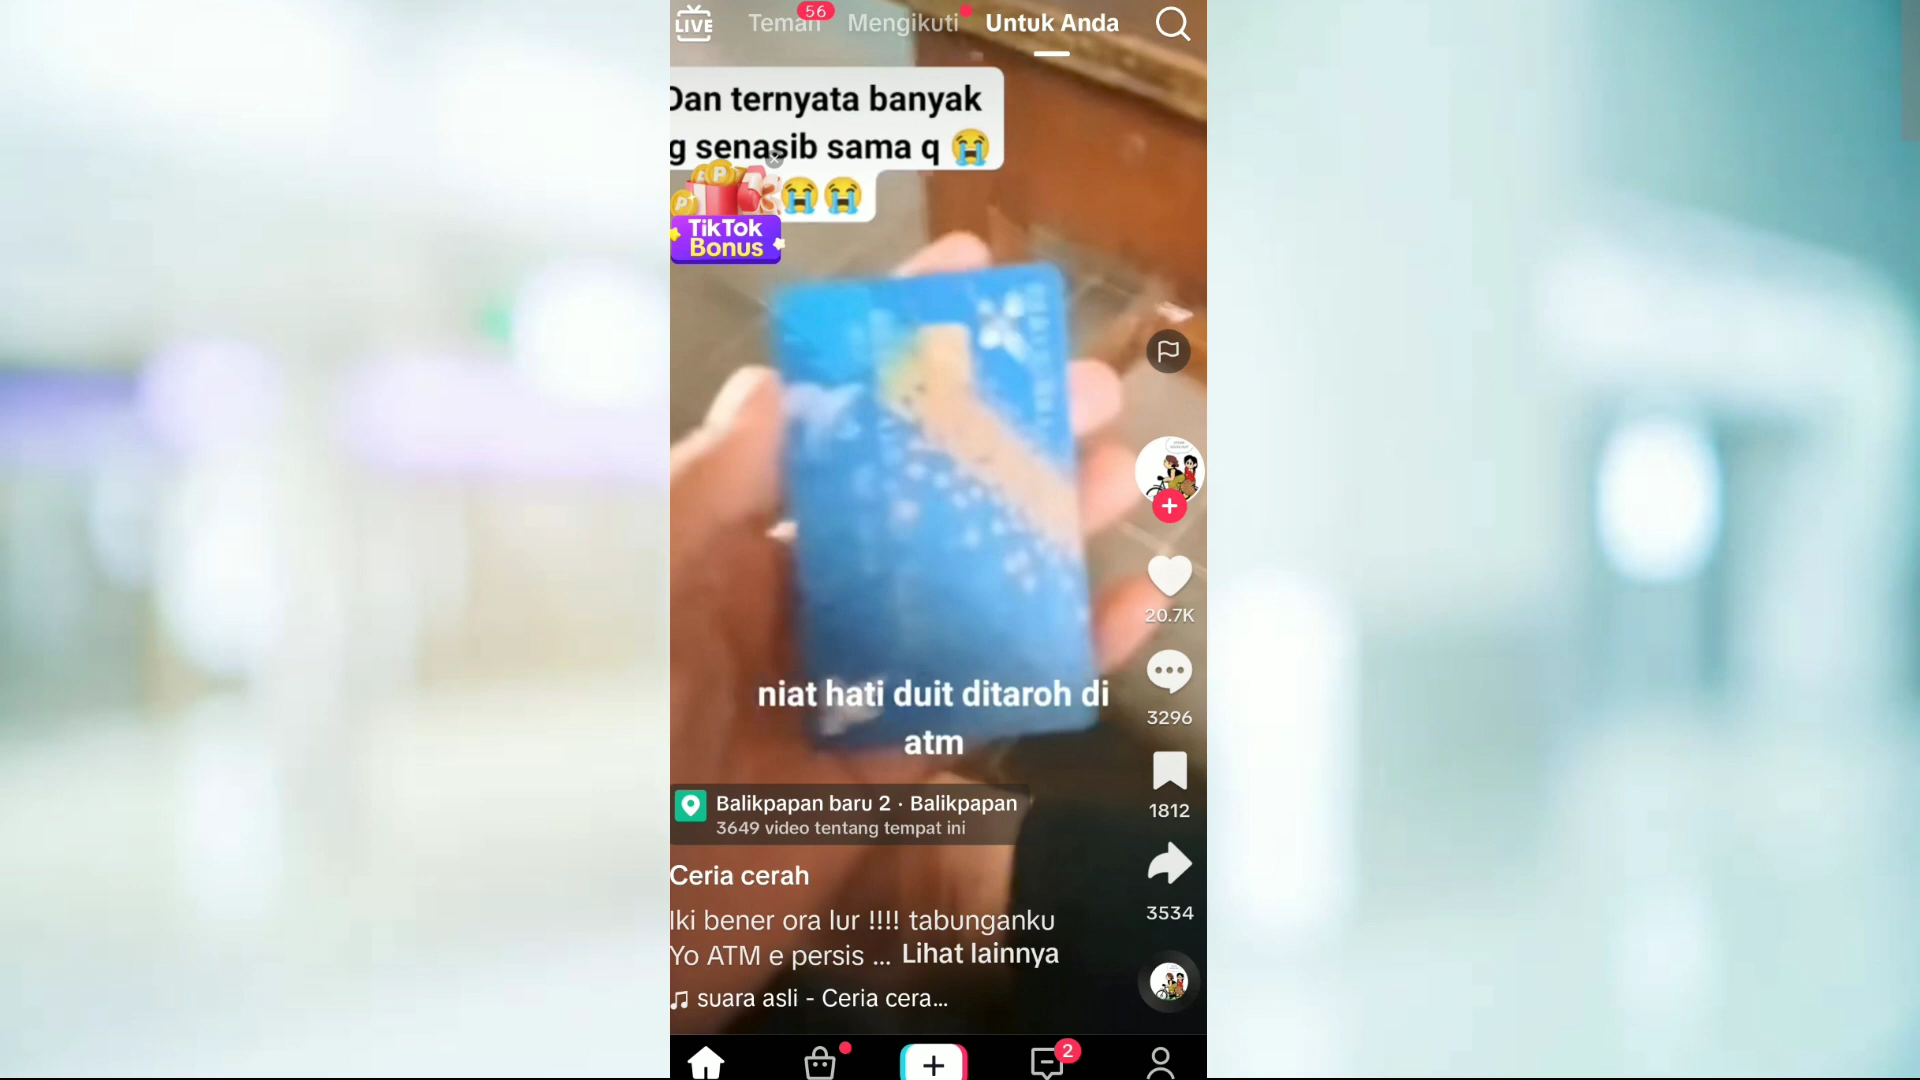 LIVE
Teman
56
Mengikuti
Untuk Anda
Dan ternyata banyak
g senasib sama q 😭
😭😭
TikTok
Bonus
niat hati duit ditaroh di
atm
20.7K
3296
1812
3534
Balikpapan baru 2 · Balikpapan
3649 video tentang tempat ini
Ceria cerah
Iki bener ora lur !!!! tabunganku
Yo ATM e persis ... Lihat lainnya
suara asli - Ceria cera...
2